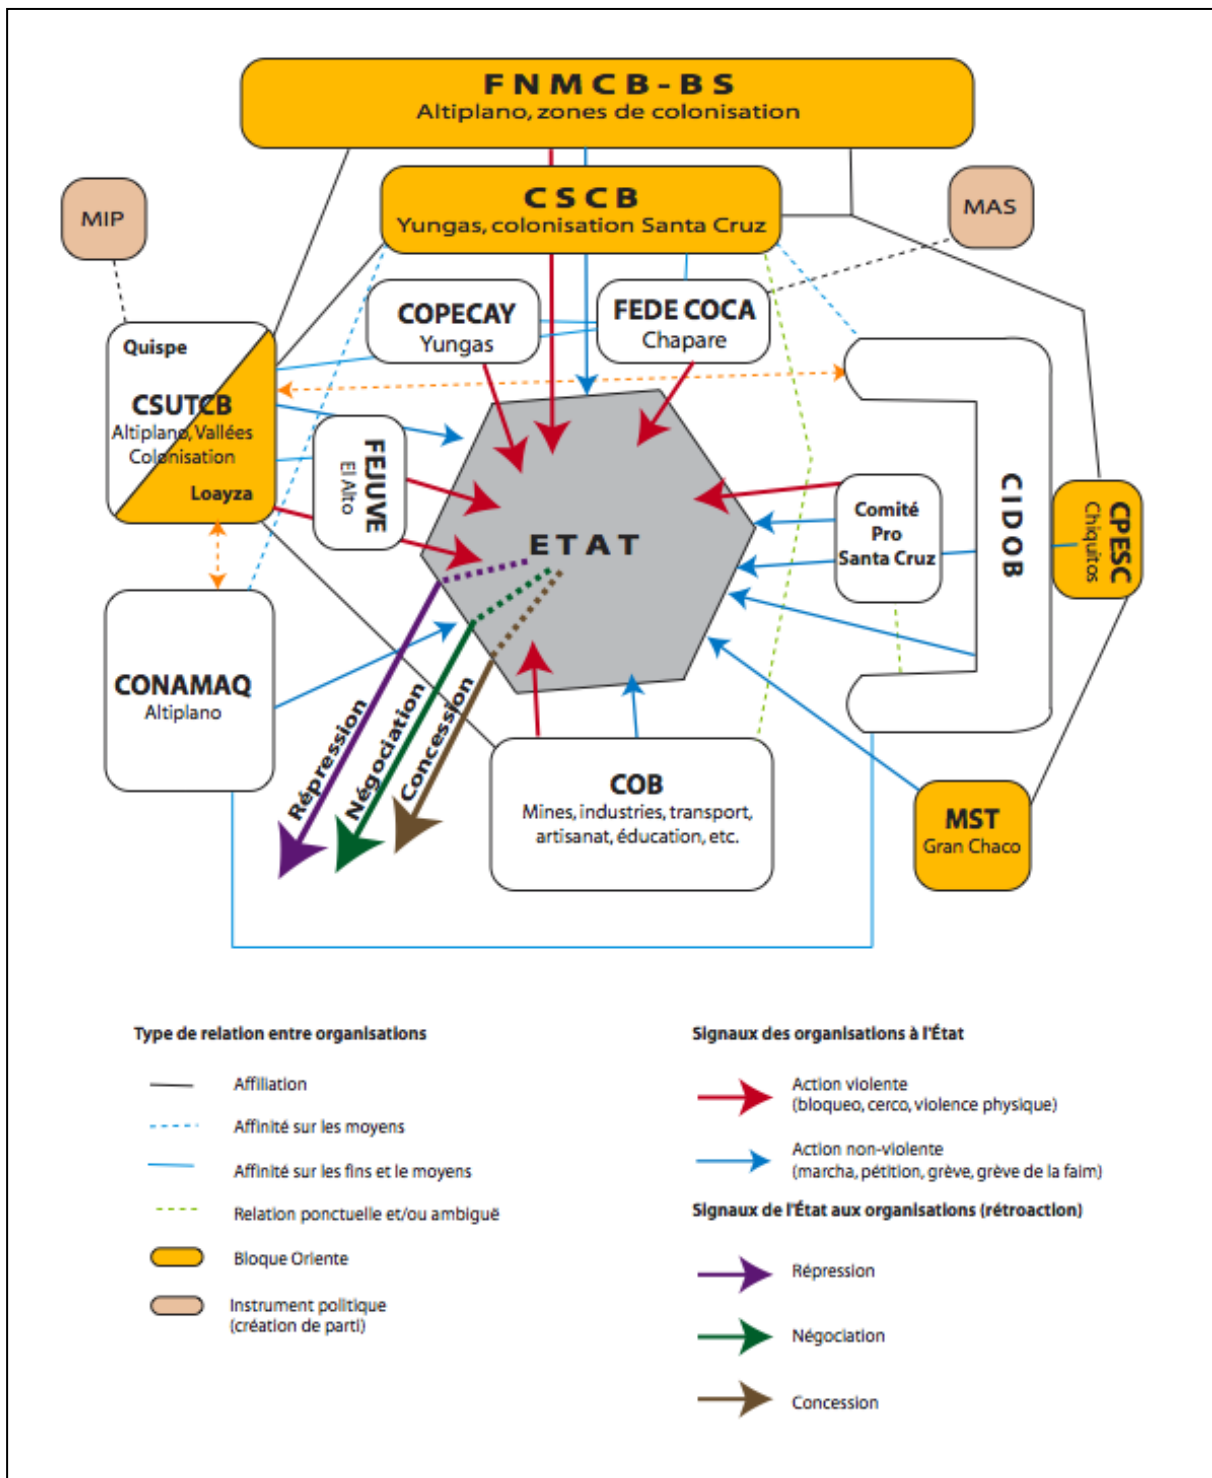 FNMCB-BS
Altiplano, zones de colonisation
CSCB
Yungas, colonisation Santa Cruz
MIP
MAS
COPECAY
Yungas
FEDE COCA
Chapare
Quispe
CSUTCB
Altiplano, Vallées
Colonisation
Loayza
FEJUVE
El Alto
ETAT
Comité
Pro
Santa Cruz
CIDOB
CPESC
Chiquitos
CONAMAQ
Altiplano
Répression
Négociation
Concession
COB
Mines, industries, transport,
artisanat, éducation, etc.
MST
Gran Chaco
Type de relation entre organisations
Affiliation
Affinité sur les moyens
Affinité sur les fins et le moyens
Relation ponctuelle et/ou ambiguë
Bloque Oriente
Instrument politique
(création de parti)
Signaux des organisations à l'État
Action violente
(bloqueo, cerco, violence physique)
Action non-violente
(marcha, pétition, grève, grève de la faim)
Signaux de l'État aux organisations (rétroaction)
Répression
Négociation
Concession